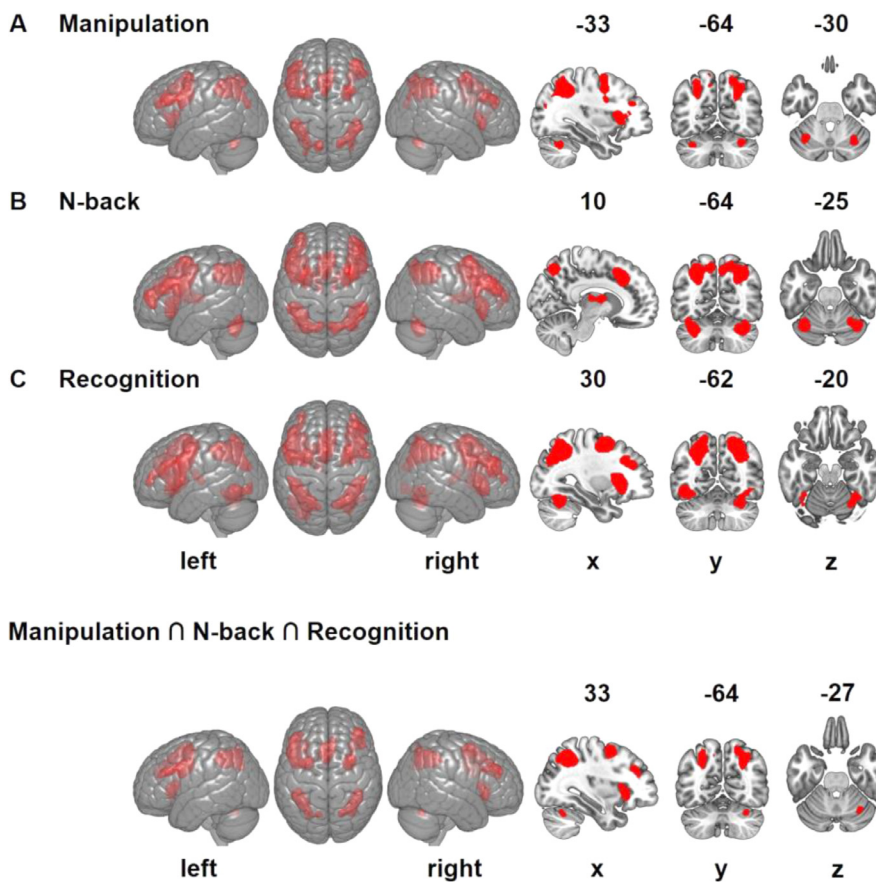 A Manipulation -33 -64 -30
B N-back 10 -64 -25
C Recognition 30 -62 -20
left right x y z
Manipulation ∩ N-back ∩ Recognition
33 -64 -27
left right x y z